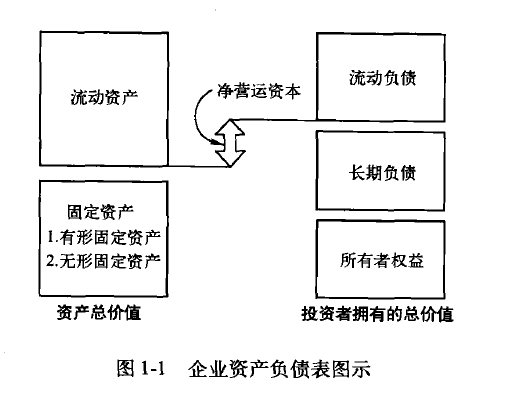 流动资产
净营运资本
流动负债
长期负债
固定资产
1.有形固定资产
2.无形固定资产
所有者权益
资产总价值
投资者拥有的总价值
图 1-1 企业资产负债表图示